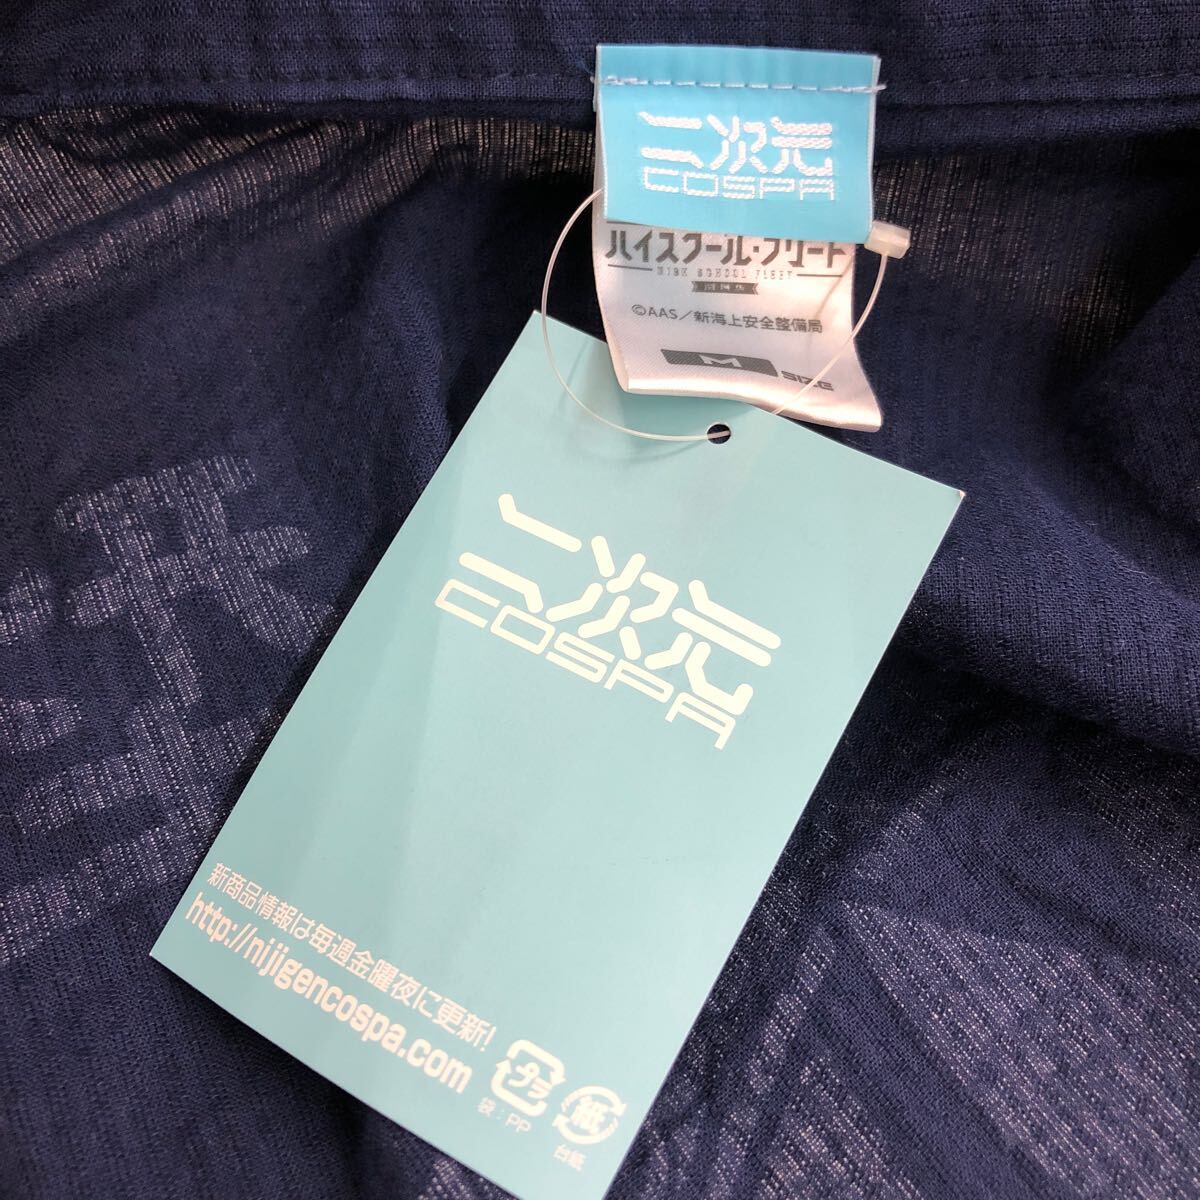 二次元
COSPA
ハイスクール・フリート
HIGH SCHOOL FLEET
©AAS／新海上安全整備局
M SIZE
二次元
COSPA
新商品情報は毎週金曜夜に更新!
http://nijigencospa.com
プラ
袋：PP
紙
台紙